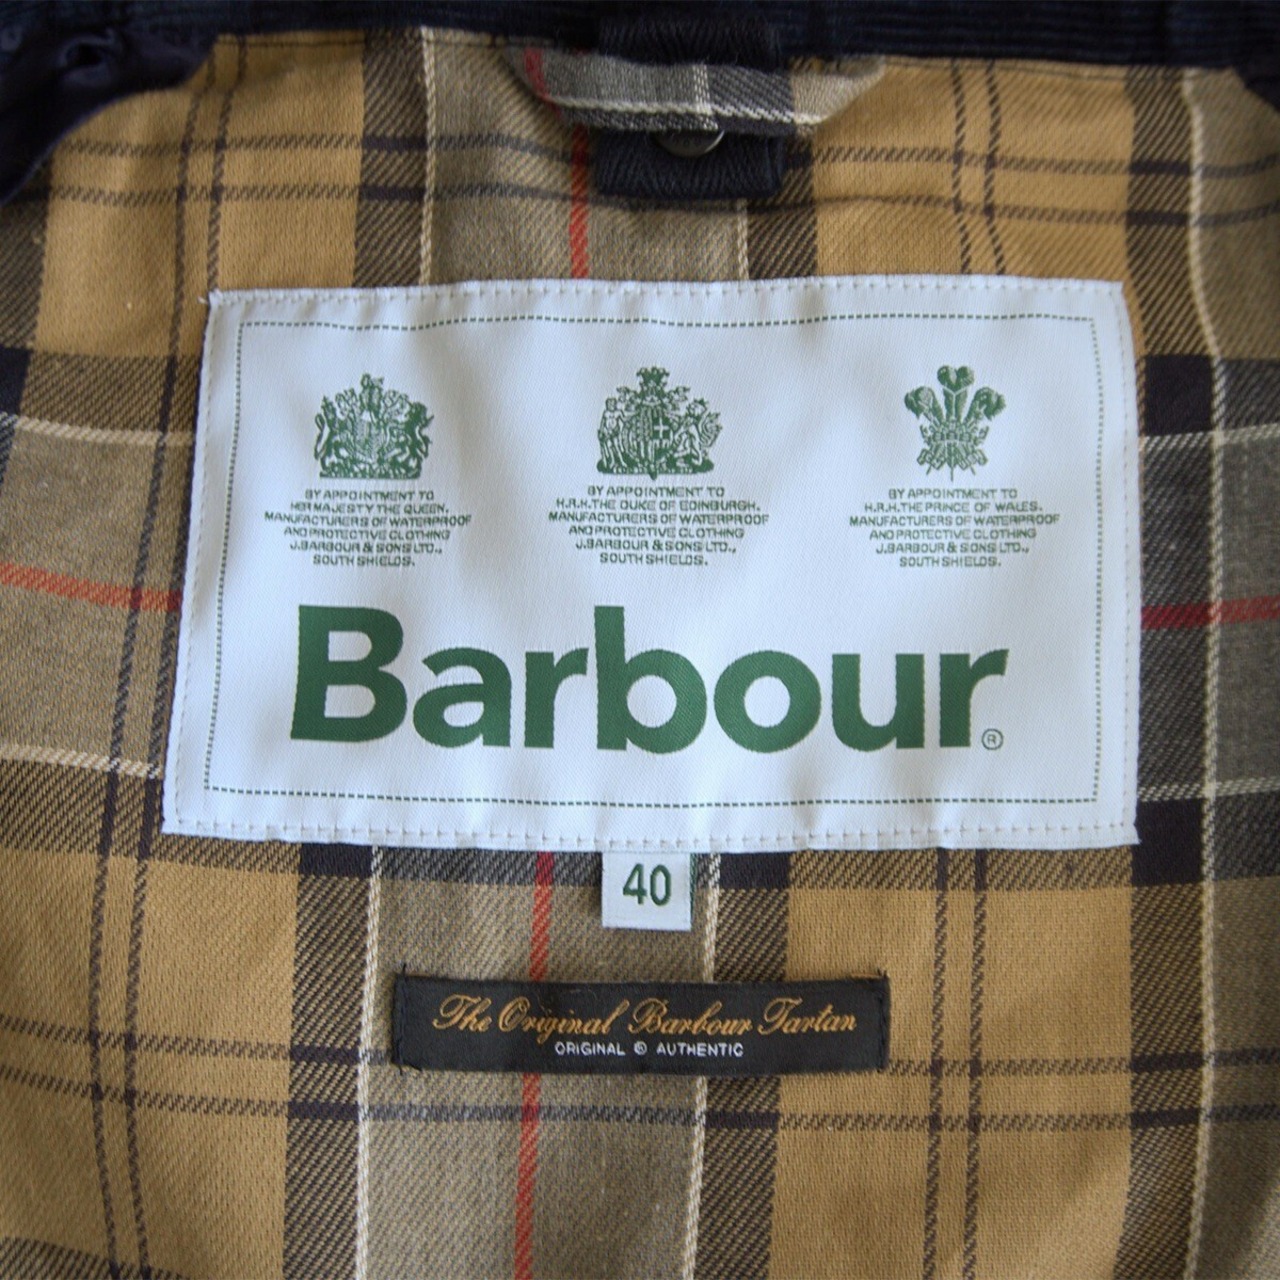 BY APPOINTMENT TO
HER MAJESTY THE QUEEN.
MANUFACTURERS OF WATERPROOF
AND PROTECTIVE CLOTHING
J.BARBOUR & SONS LTD.,
SOUTH SHIELDS.
BY APPOINTMENT TO
H.R.H.THE DUKE OF EDINBURGH.
MANUFACTURERS OF WATERPROOF
AND PROTECTIVE CLOTHING
J.BARBOUR & SONS LTD.,
SOUTH SHIELDS.
BY APPOINTMENT TO
H.R.H.THE PRINCE OF WALES.
MANUFACTURERS OF WATERPROOF
AND PROTECTIVE CLOTHING
J.BARBOUR & SONS LTD.,
SOUTH SHIELDS.
Barbour®
40
The Original Barbour Tartan
ORIGINAL © AUTHENTIC